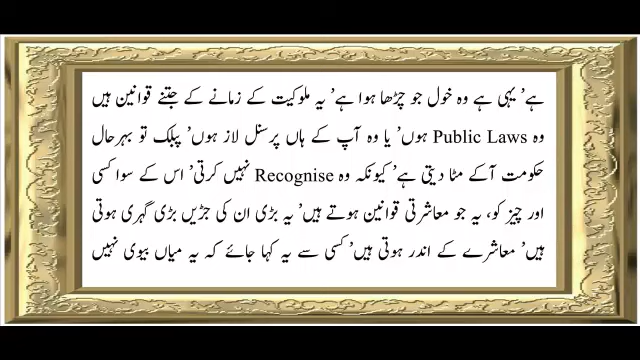 ہے‘ یہی ہے وہ خول جو چڑھا ہوا ہے‘ یہ ملوکیت کے زمانے کے جتنے قوانین ہیں
وہ Public Laws ہوں‘ یا وہ آپ کے ہاں پرسنل لاز ہوں‘ پبلک تو بہرحال
حکومت آکے مٹا دیتی ہے‘ کیونکہ وہ Recognise نہیں کرتی‘ اس کے سوا کسی
اور چیز کو، یہ جو معاشرتی قوانین ہوتے ہیں‘ یہ بڑی ان کی جڑیں بڑی گہری ہوتی
ہیں‘ معاشرے کے اندر ہوتی ہیں‘ کسی سے یہ کہا جائے کہ یہ میاں بیوی نہیں